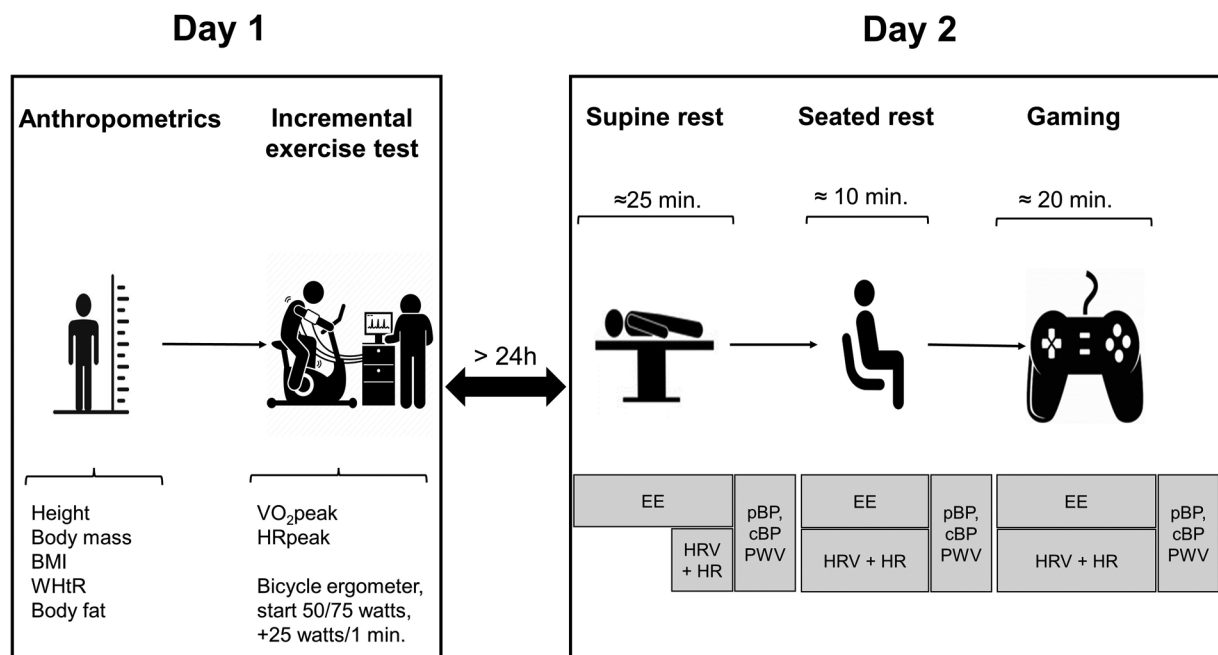 Day 1
Anthropometrics
Incremental
exercise test
Height
Body mass
BMI
WHtR
Body fat
VO₂peak
HRpeak
Bicycle ergometer,
start 50/75 watts,
+25 watts/1 min.
> 24h
Day 2
Supine rest
Seated rest
Gaming
≈25 min.
≈ 10 min.
≈ 20 min.
EE
HRV
+ HR
pBP,
cBP
PWV
EE
HRV + HR
pBP,
cBP
PWV
EE
HRV + HR
pBP,
cBP
PWV